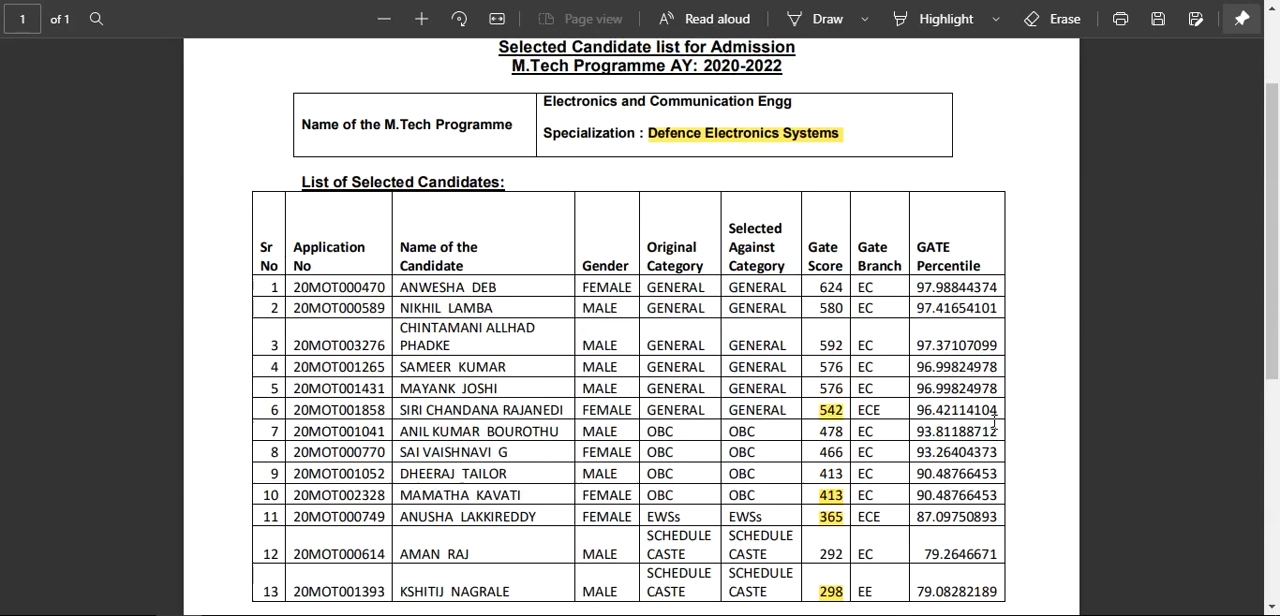 1 of 1 Page view Read aloud Draw Highlight Erase
Selected Candidate list for Admission
M.Tech Programme AY: 2020-2022
Name of the M.Tech Programme
Electronics and Communication Engg
Specialization : Defence Electronics Systems
List of Selected Candidates:
Sr No Application No Name of the Candidate Gender Original Category Selected Against Category Gate Score Gate Branch GATE Percentile
1 20MOT000470 ANWESHA DEB FEMALE GENERAL GENERAL 624 EC 97.98844374
2 20MOT000589 NIKHIL LAMBA MALE GENERAL GENERAL 580 EC 97.41654101
3 20MOT003276 CHINTAMANI ALLHAD PHADKE MALE GENERAL GENERAL 592 EC 97.37107099
4 20MOT001265 SAMEER KUMAR MALE GENERAL GENERAL 576 EC 96.99824978
5 20MOT001431 MAYANK JOSHI MALE GENERAL GENERAL 576 EC 96.99824978
6 20MOT001858 SIRI CHANDANA RAJANEDI FEMALE GENERAL GENERAL 542 ECE 96.42114104
7 20MOT001041 ANIL KUMAR BOUROTHU MALE OBC OBC 478 EC 93.81188712
8 20MOT000770 SAI VAISHNAVI G FEMALE OBC OBC 466 EC 93.26404373
9 20MOT001052 DHEERAJ TAILOR MALE OBC OBC 413 EC 90.48766453
10 20MOT002328 MAMATHA KAVATI FEMALE OBC OBC 413 EC 90.48766453
11 20MOT000749 ANUSHA LAKKIREDDY FEMALE EWSs EWSs 365 ECE 87.09750893
12 20MOT000614 AMAN RAJ MALE SCHEDULE CASTE SCHEDULE CASTE 292 EC 79.2646671
13 20MOT001393 KSHITIJ NAGRALE MALE SCHEDULE CASTE SCHEDULE CASTE 298 EE 79.08282189